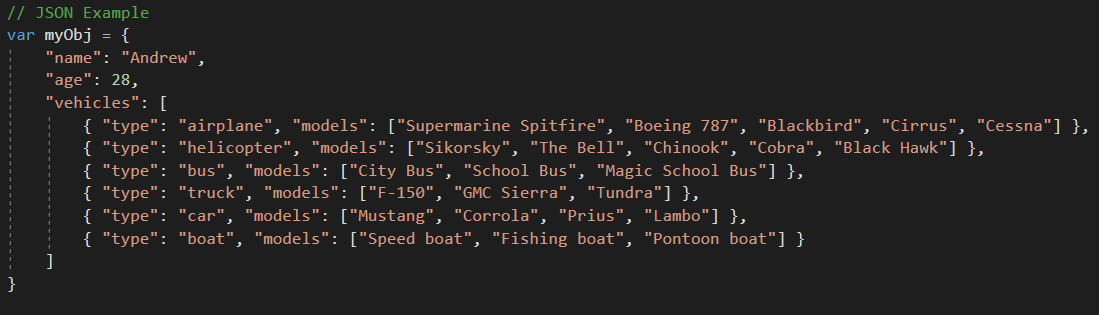 // JSON Example
var myObj = {
    "name": "Andrew",
    "age": 28,
    "vehicles": [
        { "type": "airplane", "models": ["Supermarine Spitfire", "Boeing 787", "Blackbird", "Cirrus", "Cessna"] },
        { "type": "helicopter", "models": ["Sikorsky", "The Bell", "Chinook", "Cobra", "Black Hawk"] },
        { "type": "bus", "models": ["City Bus", "School Bus", "Magic School Bus"] },
        { "type": "truck", "models": ["F-150", "GMC Sierra", "Tundra"] },
        { "type": "car", "models": ["Mustang", "Corrola", "Prius", "Lambo"] },
        { "type": "boat", "models": ["Speed boat", "Fishing boat", "Pontoon boat"] }
    ]
}